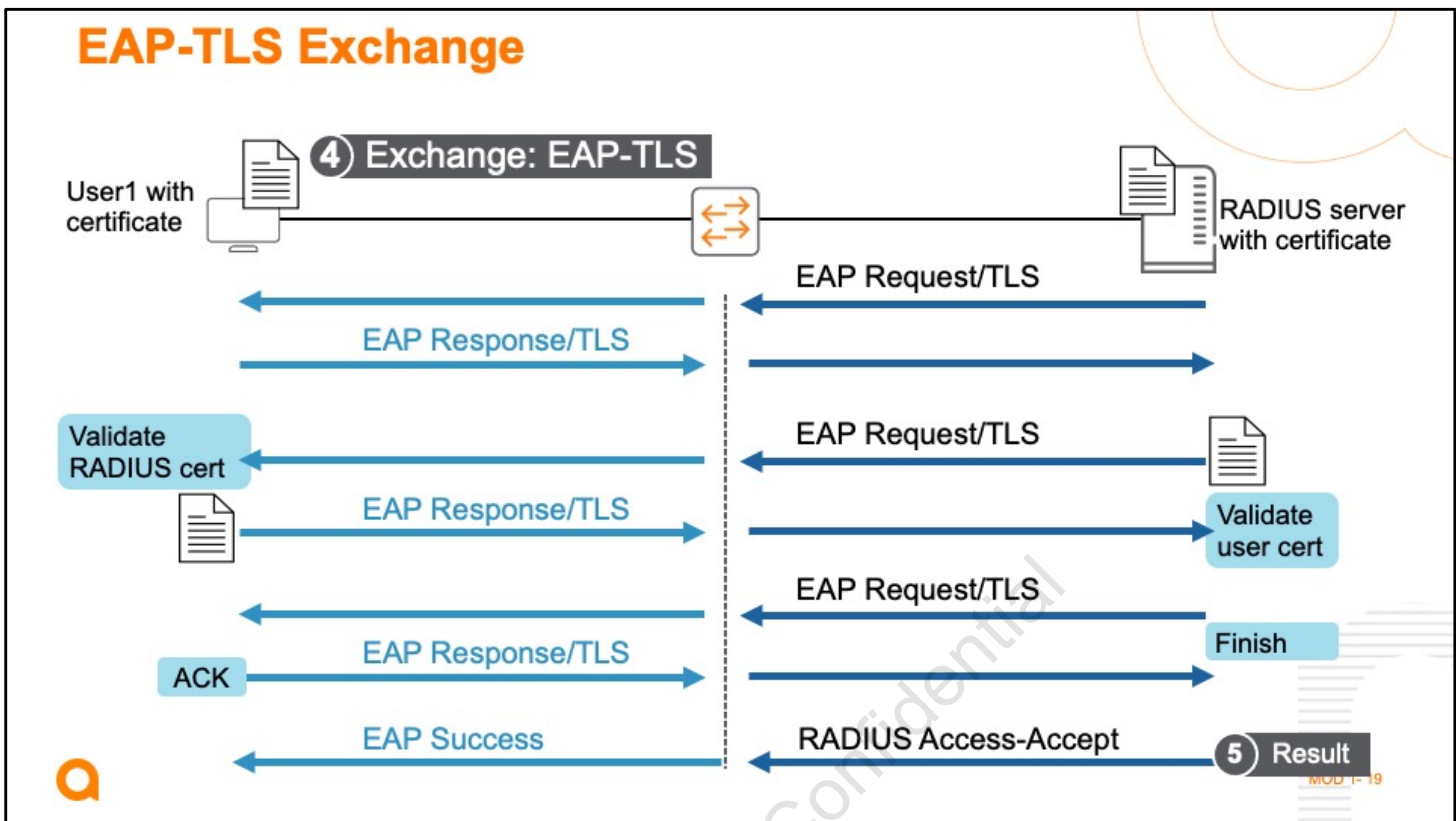 EAP-TLS Exchange
4 Exchange: EAP-TLS
User1 with
certificate
RADIUS server
with certificate
EAP Request/TLS
EAP Response/TLS
Validate
RADIUS cert
EAP Request/TLS
EAP Response/TLS
Validate
user cert
EAP Request/TLS
Finish
EAP Response/TLS
ACK
EAP Success
RADIUS Access-Accept
5 Result
MOD 1- 19
Confidential